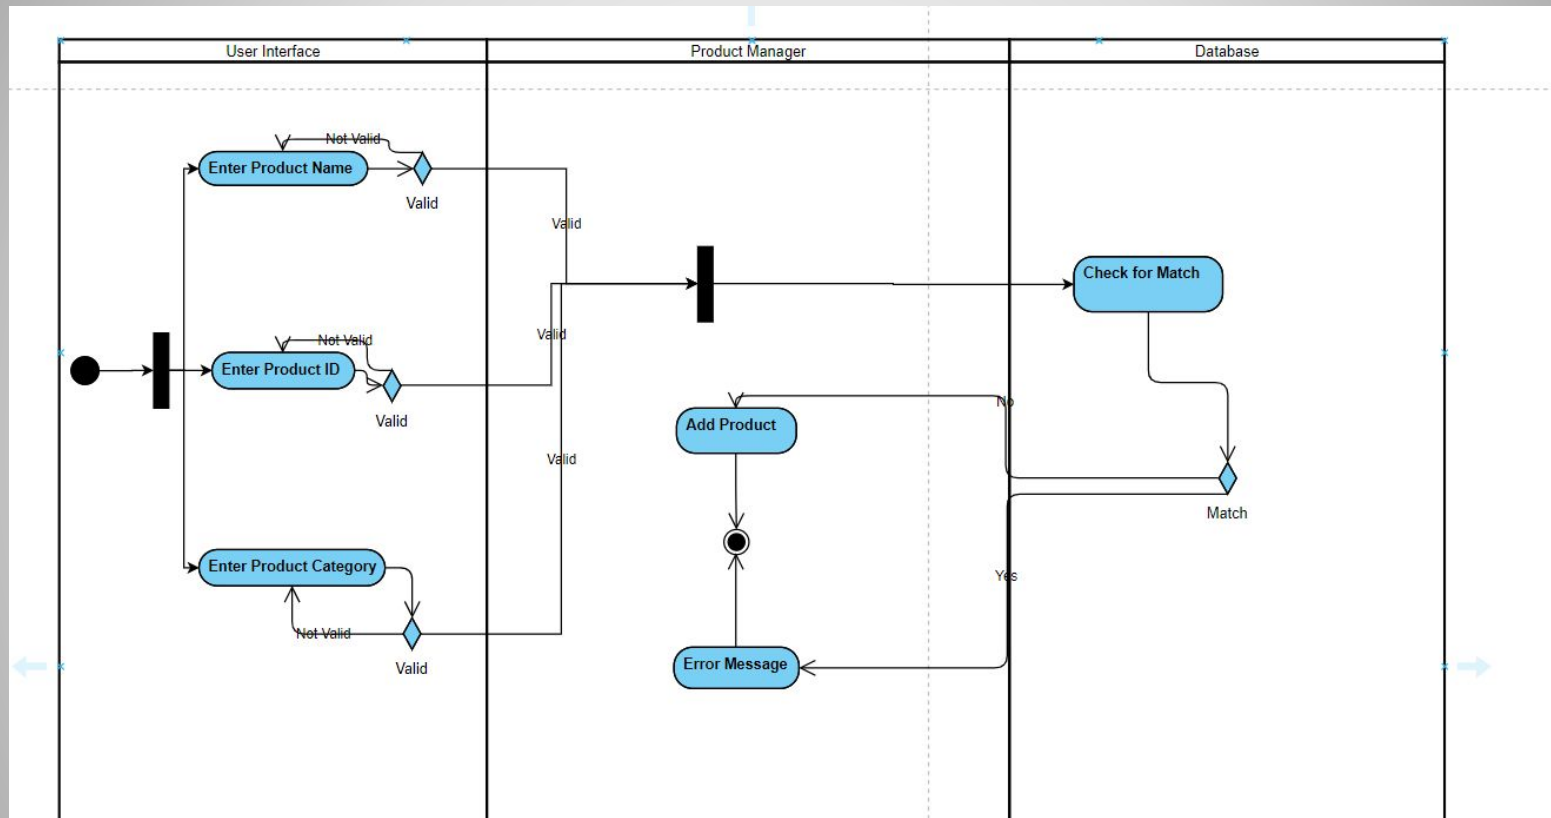 User Interface
Product Manager
Database
Not Valid
Enter Product Name
Valid
Valid
Check for Match
Valid
Not Valid
Enter Product ID
Valid
No
Add Product
Valid
Match
Enter Product Category
Yes
Not Valid
Valid
Error Message